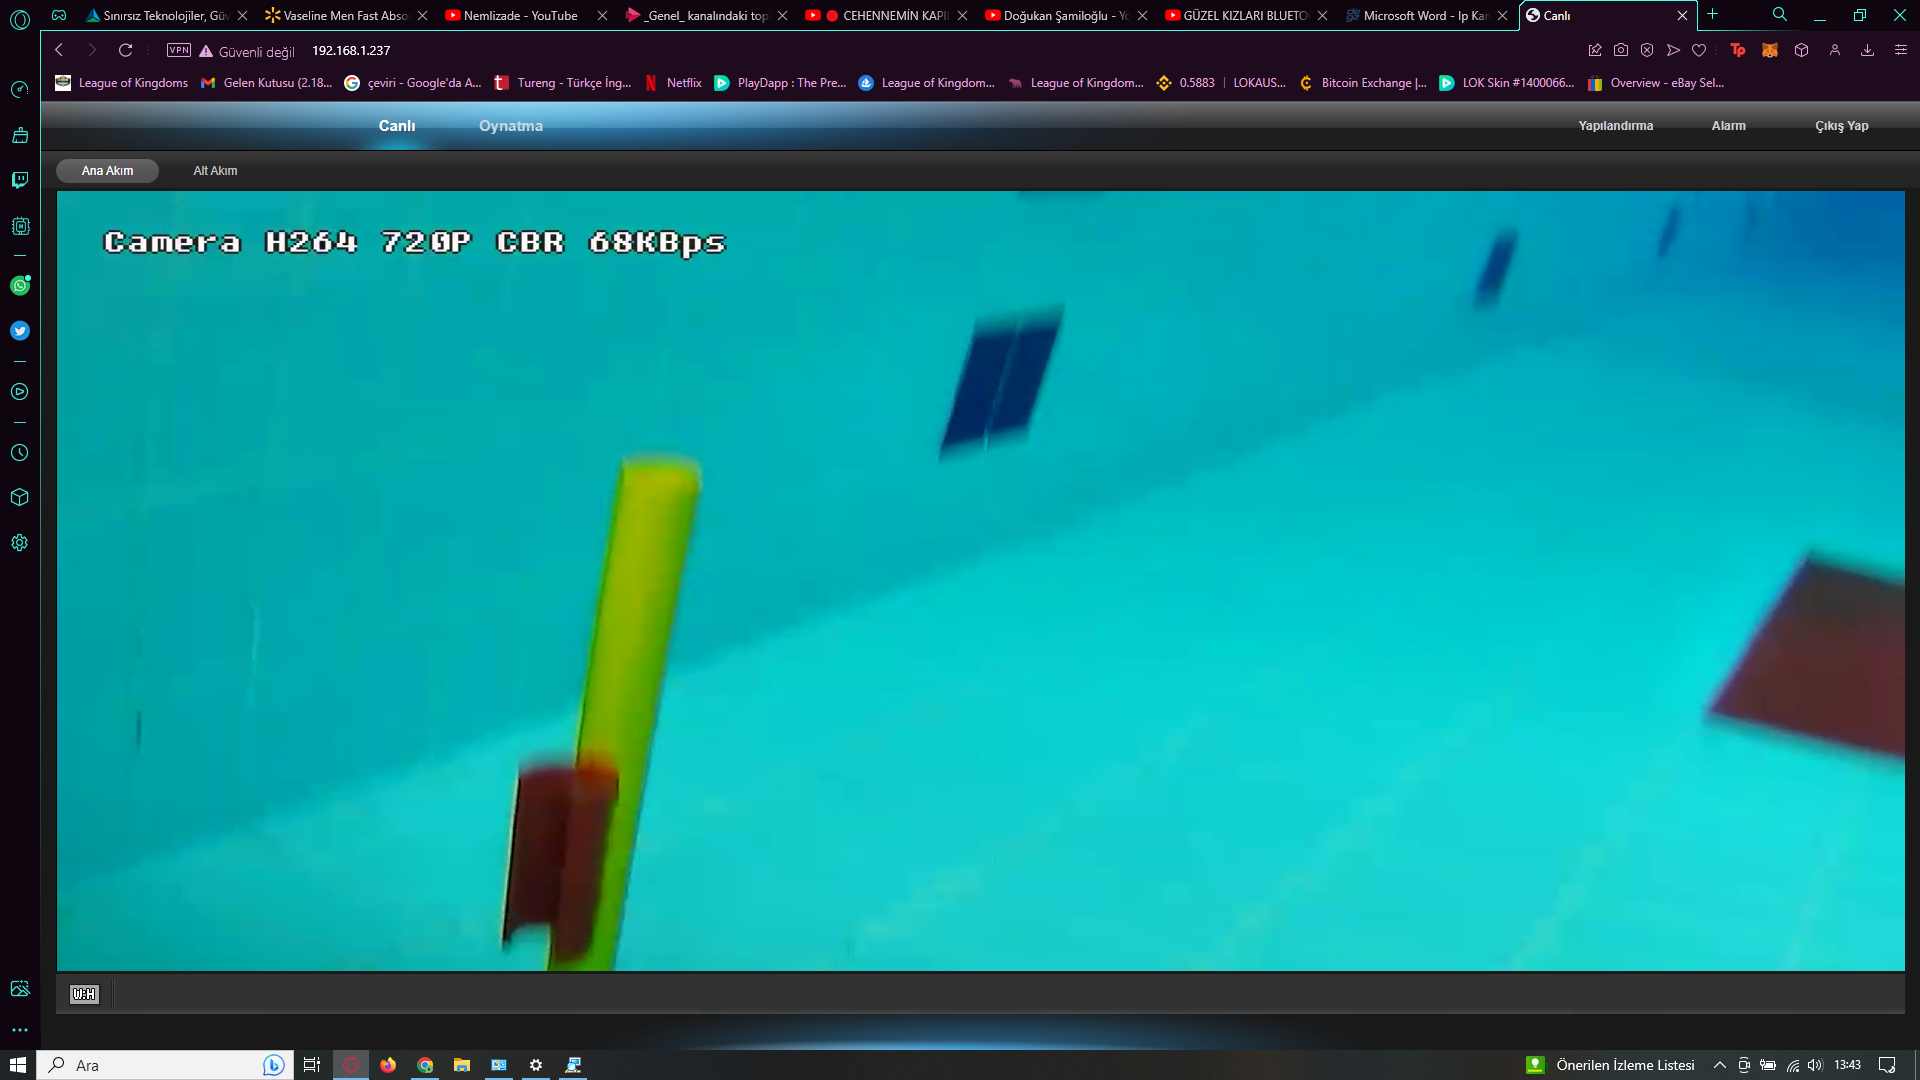 Sınırsız Teknolojiler, Gü
Vaseline Men Fast Abso
Nemlizade - YouTube
_Genel_ kanalındaki top
CEHENNEMİN KAPI
Doğukan Şamiloğlu - Yo
GÜZEL KIZLARI BLUETO
Microsoft Word - Ip Kan
Canlı
VPN
Güvenli değil
192.168.1.237
League of Kingdoms
Gelen Kutusu (2.18...
çeviri - Google'da A...
Tureng - Türkçe İng...
Netflix
PlayDapp : The Pre...
League of Kingdom...
League of Kingdom...
0.5883 | LOKAUS...
Bitcoin Exchange |...
LOK Skin #1400066...
Overview - eBay Sel...
Canlı
Oynatma
Yapılandırma
Alarm
Çıkış Yap
Ana Akım
Alt Akım
Camera H264 720P CBR 68KBps
W:H
Ara
Önerilen İzleme Listesi
13:43